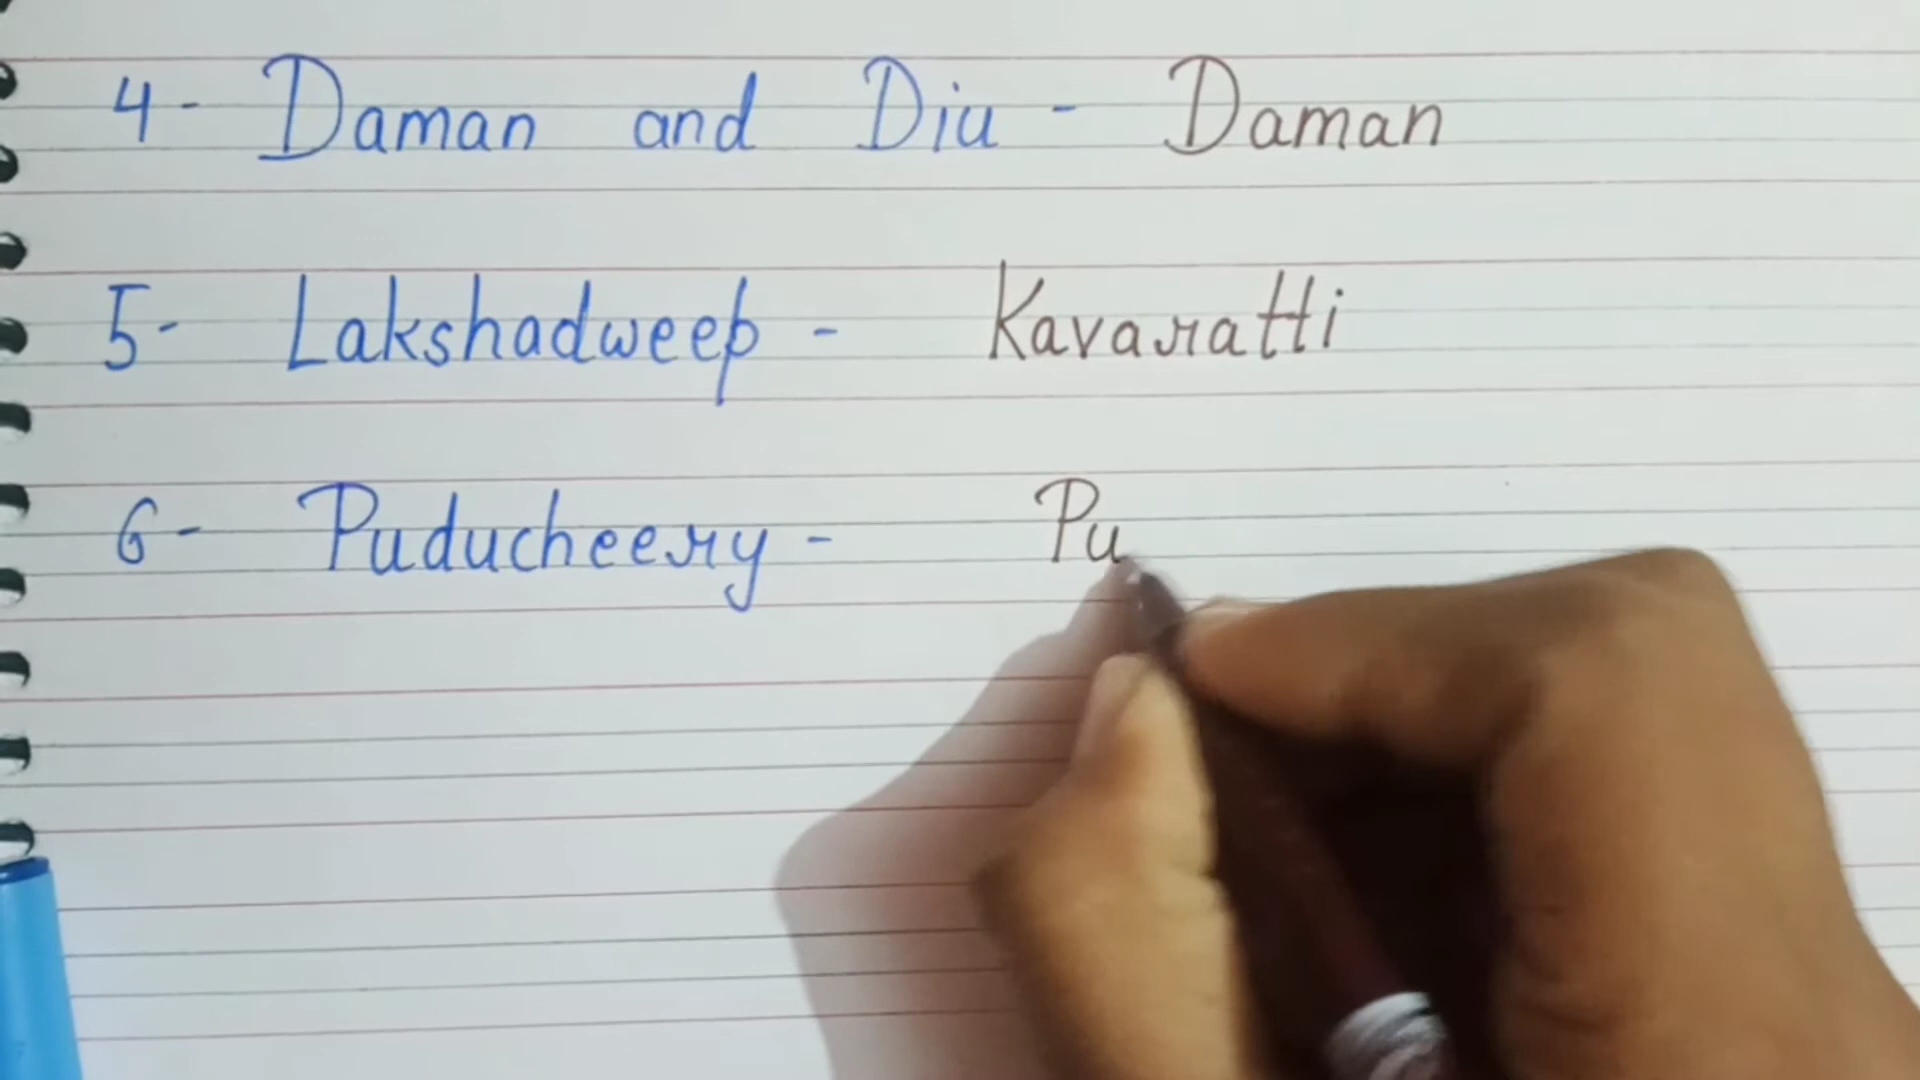 4- Daman and Diu - Daman
5- Lakshadweep - Kavaratti
6- Puducheery - Pu